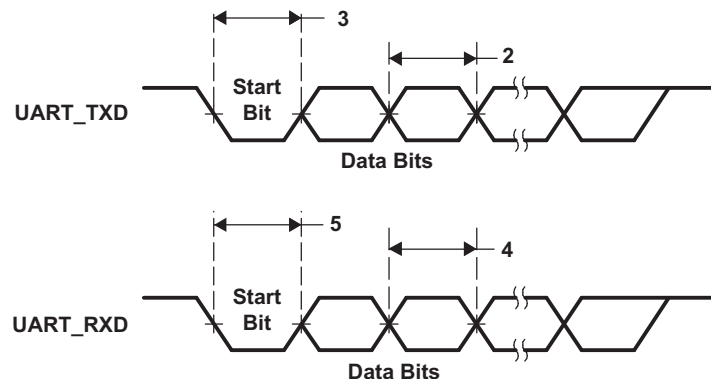 3
2
Start
Bit
UART_TXD
Data Bits
5
4
Start
Bit
UART_RXD
Data Bits